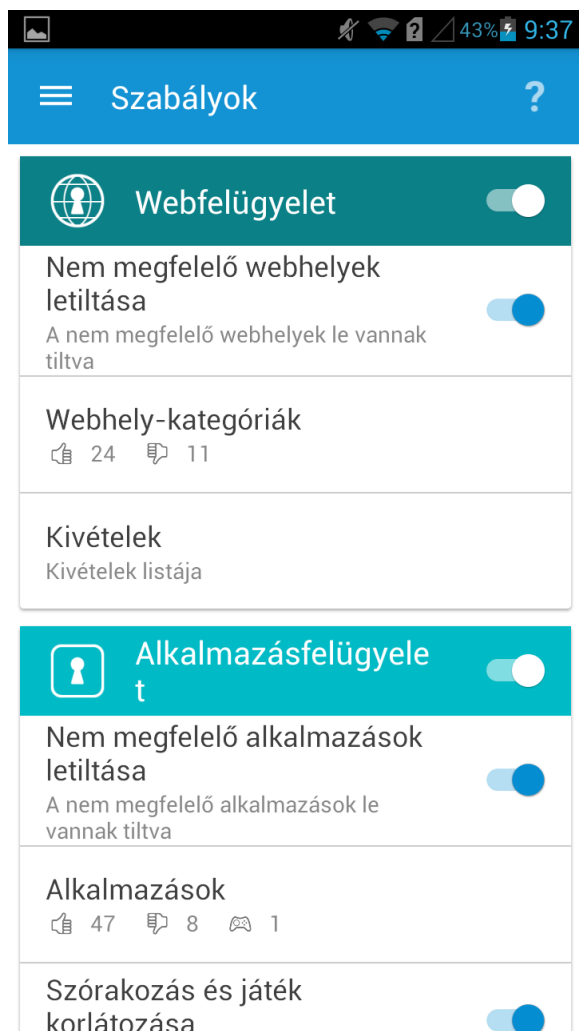 43% 9:37
Szabályok ?
Webfelügyelet
Nem megfelelő webhelyek
letiltása
A nem megfelelő webhelyek le vannak
tiltva
Webhely-kategóriák
24 11
Kivételek
Kivételek listája
Alkalmazásfelügyele
t
Nem megfelelő alkalmazások
letiltása
A nem megfelelő alkalmazások le
vannak tiltva
Alkalmazások
47 8 1
Szórakozás és játék
korlátozása